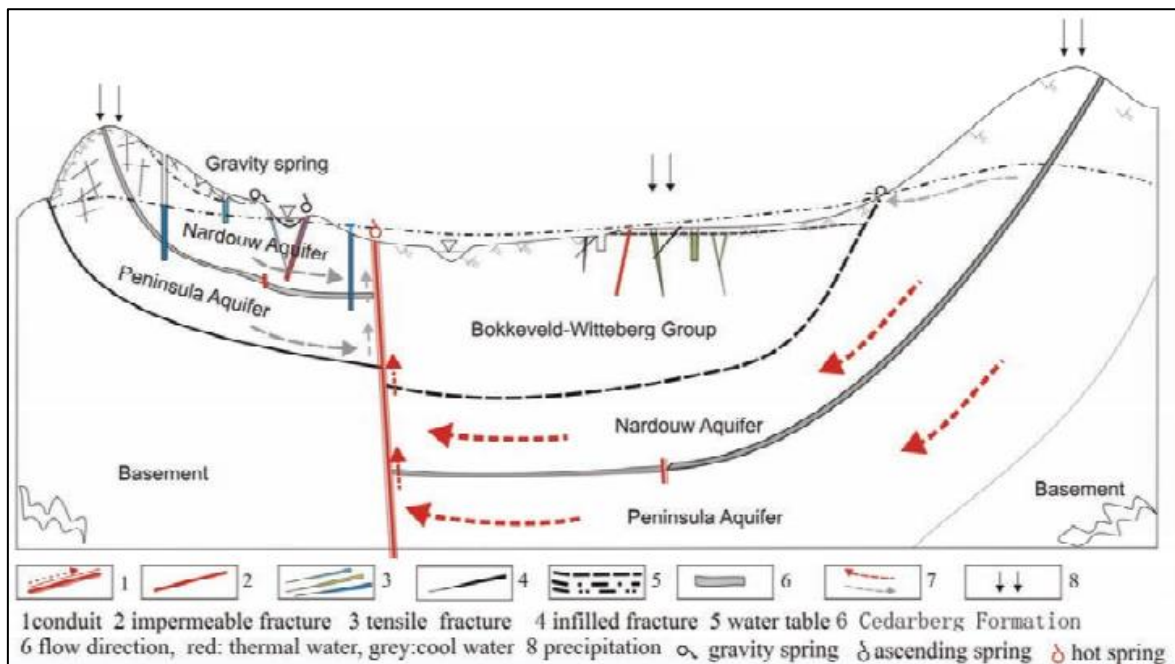 Gravity spring
Nardouw Aquifer
Peninsula Aquifer
Bokkeveld-Witteberg Group
Nardouw Aquifer
Basement
Peninsula Aquifer
Basement
1 2 3 4 5 6 7 8
1conduit 2 impermeable fracture 3 tensile fracture 4 infilled fracture 5 water table 6 Cedarberg Formation
6 flow direction, red: thermal water, grey:cool water 8 precipitation gravity spring ascending spring hot spring